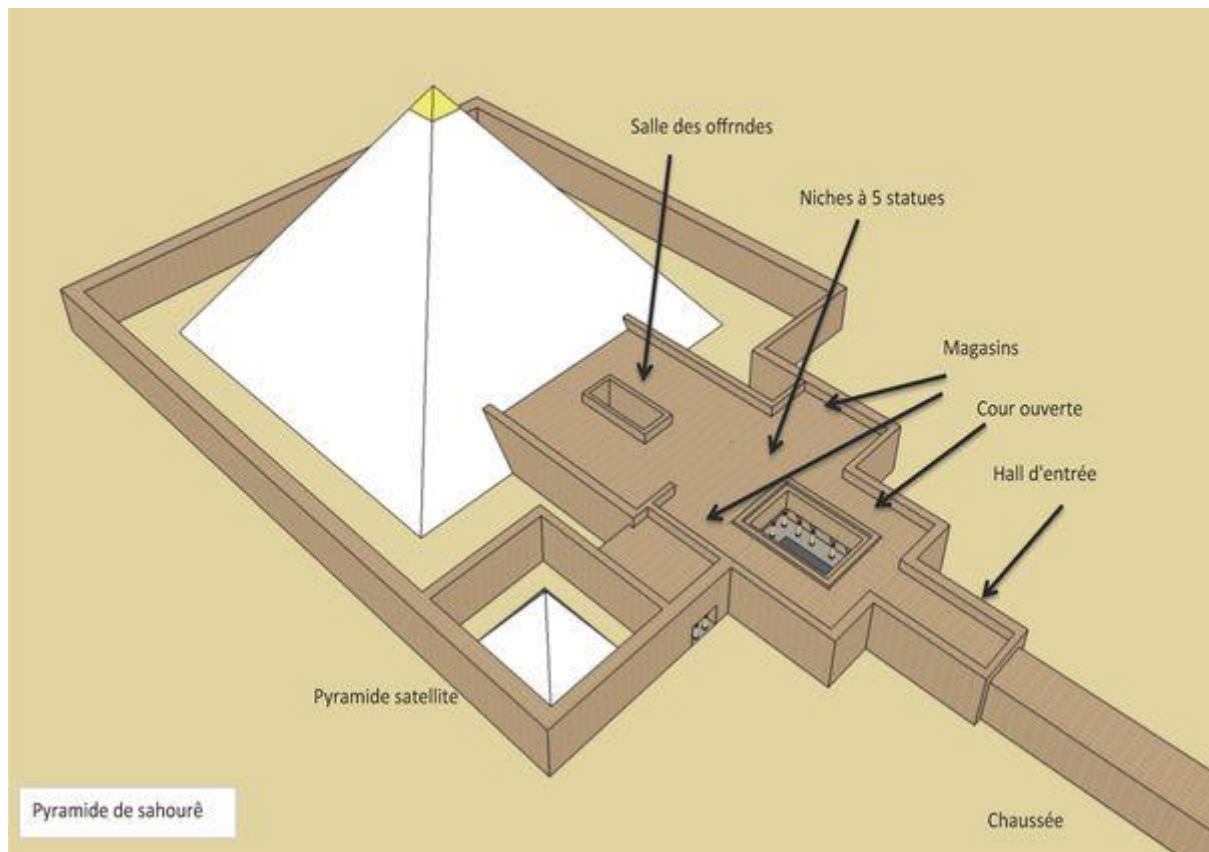 Salle des offrndes
Niches à 5 statues
Magasins
Cour ouverte
Hall d'entrée
Pyramide satellite
Pyramide de sahourê
Chaussée